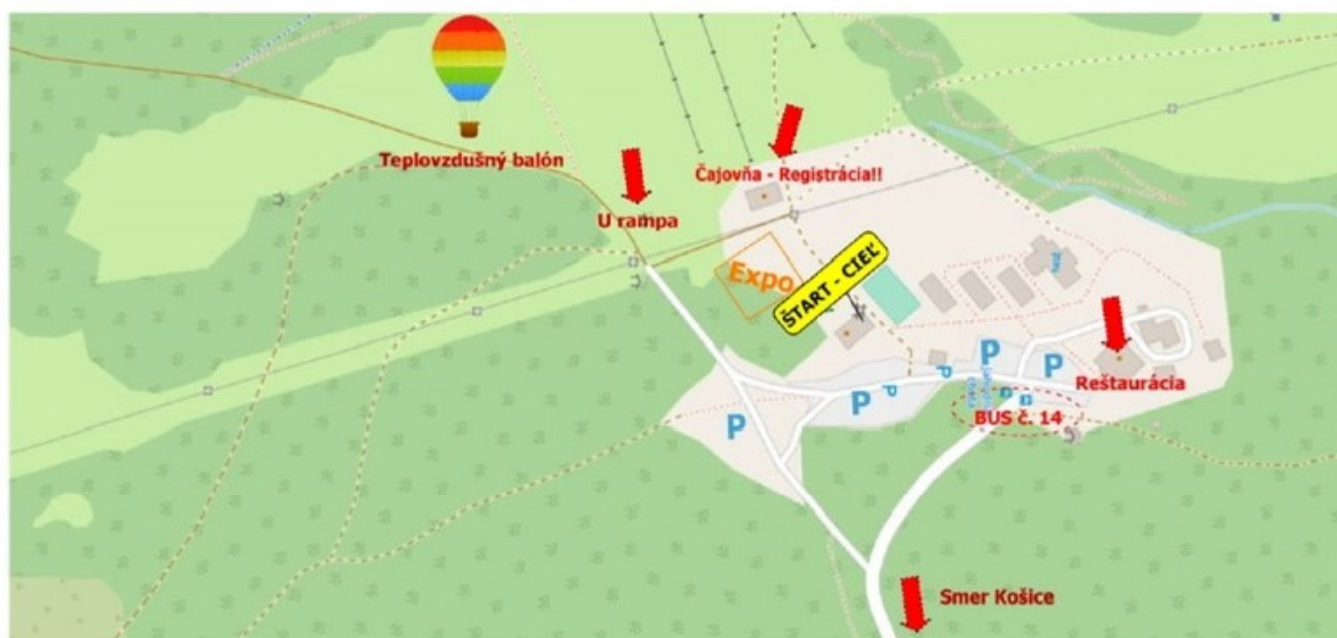 Teplovzdušný balón
Čajovňa - Registrácia!!
U rampa
Expo
ŠTART - CIEĽ
P
P
P
P
P
P
Reštaurácia
BUS č. 14
Smer Košice